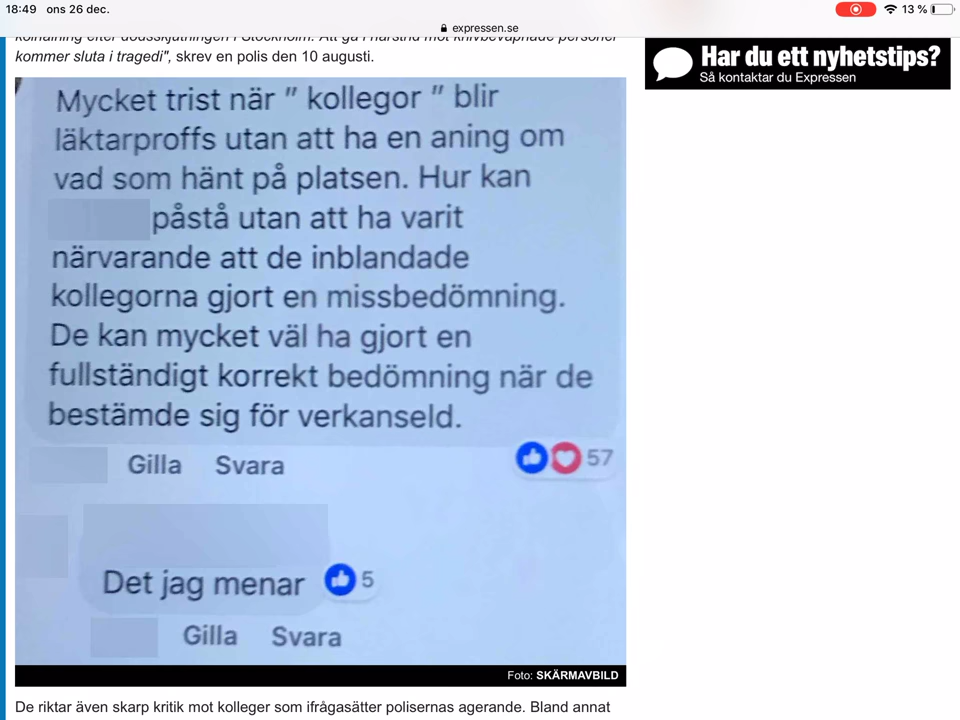 18:49 ons 26 dec.
13 %
expressen.se
kommer sluta i tragedi", skrev en polis den 10 augusti.
Har du ett nyhetstips?
Så kontaktar du Expressen
Mycket trist när " kollegor " blir
läktarproffs utan att ha en aning om
vad som hänt på platsen. Hur kan
påstå utan att ha varit
närvarande att de inblandade
kollegorna gjort en missbedömning.
De kan mycket väl ha gjort en
fullständigt korrekt bedömning när de
bestämde sig för verkanseld.
Gilla Svara
57
Det jag menar
5
Gilla Svara
Foto: SKÄRMAVBILD
De riktar även skarp kritik mot kolleger som ifrågasätter polisernas agerande. Bland annat